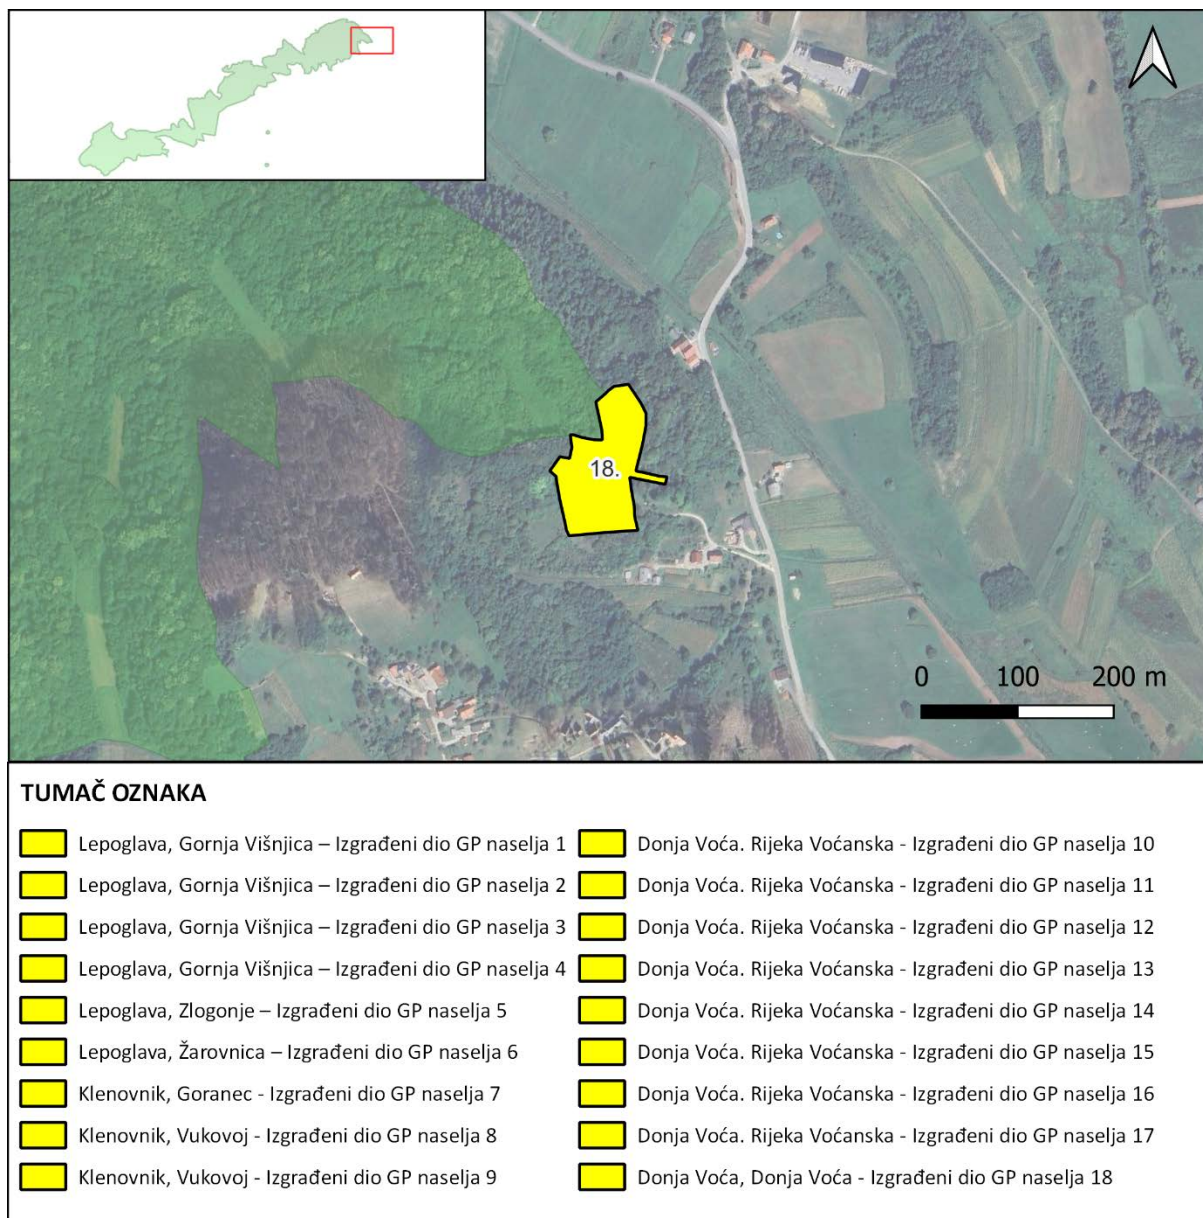 18.
0 100 200 m
TUMAČ OZNAKA
Lepoglava, Gornja Višnjica – Izgrađeni dio GP naselja 1
Lepoglava, Gornja Višnjica – Izgrađeni dio GP naselja 2
Lepoglava, Gornja Višnjica – Izgrađeni dio GP naselja 3
Lepoglava, Gornja Višnjica – Izgrađeni dio GP naselja 4
Lepoglava, Zlogonje – Izgrađeni dio GP naselja 5
Lepoglava, Žarovnica – Izgrađeni dio GP naselja 6
Klenovnik, Goranec - Izgrađeni dio GP naselja 7
Klenovnik, Vukovoj - Izgrađeni dio GP naselja 8
Klenovnik, Vukovoj - Izgrađeni dio GP naselja 9
Donja Voća. Rijeka Voćanska - Izgrađeni dio GP naselja 10
Donja Voća. Rijeka Voćanska - Izgrađeni dio GP naselja 11
Donja Voća. Rijeka Voćanska - Izgrađeni dio GP naselja 12
Donja Voća. Rijeka Voćanska - Izgrađeni dio GP naselja 13
Donja Voća. Rijeka Voćanska - Izgrađeni dio GP naselja 14
Donja Voća. Rijeka Voćanska - Izgrađeni dio GP naselja 15
Donja Voća. Rijeka Voćanska - Izgrađeni dio GP naselja 16
Donja Voća. Rijeka Voćanska - Izgrađeni dio GP naselja 17
Donja Voća, Donja Voća - Izgrađeni dio GP naselja 18